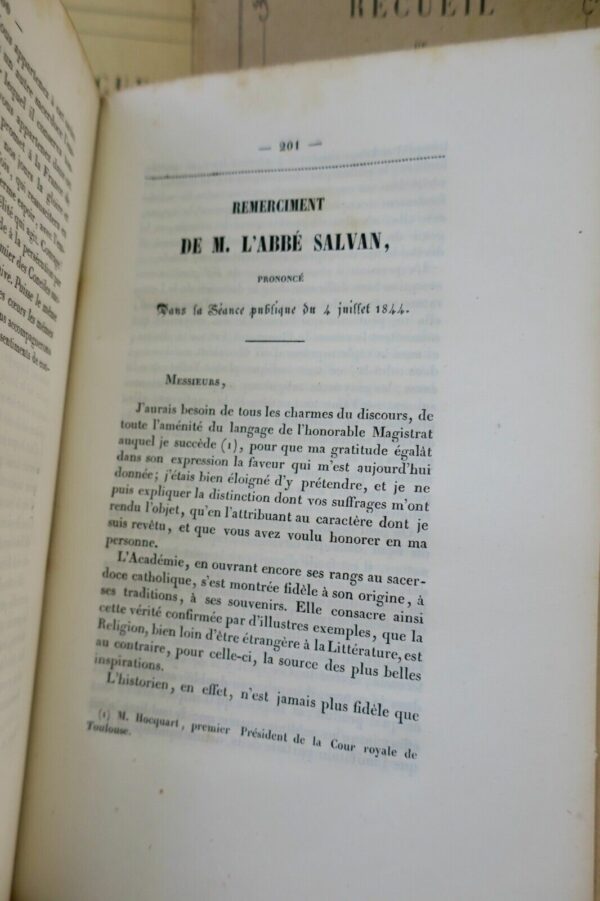 RECUEIL
DE
— 201 —
REMERCIMENT
DE M. L'ABBÉ SALVAN,
PRONONCÉ
Dans la Séance publique du 4 juillet 1844.
Messieurs,
J'aurais besoin de tous les charmes du discours, de
toute l'aménité du langage de l'honorable Magistrat
auquel je succède (1), pour que ma gratitude égalât
dans son expression la faveur qui m'est aujourd'hui
donnée; j'étais bien éloigné d'y prétendre, et je ne
puis expliquer la distinction dont vos suffrages m'ont
rendu l'objet, qu'en l'attribuant au caractère dont je
suis revêtu, et que vous avez voulu honorer en ma
personne.
L'Académie, en ouvrant encore ses rangs au sacer-
doce catholique, s'est montrée fidèle à son origine, à
ses traditions, à ses souvenirs. Elle consacre ainsi
cette vérité confirmée par d'illustres exemples, que la
Religion, bien loin d'être étrangère à la Littérature, est
au contraire, pour celle-ci, la source des plus belles
inspirations.
L'historien, en effet, n'est jamais plus fidèle que
(1) M. Hocquart, premier Président de la Cour royale de
Toulouse.